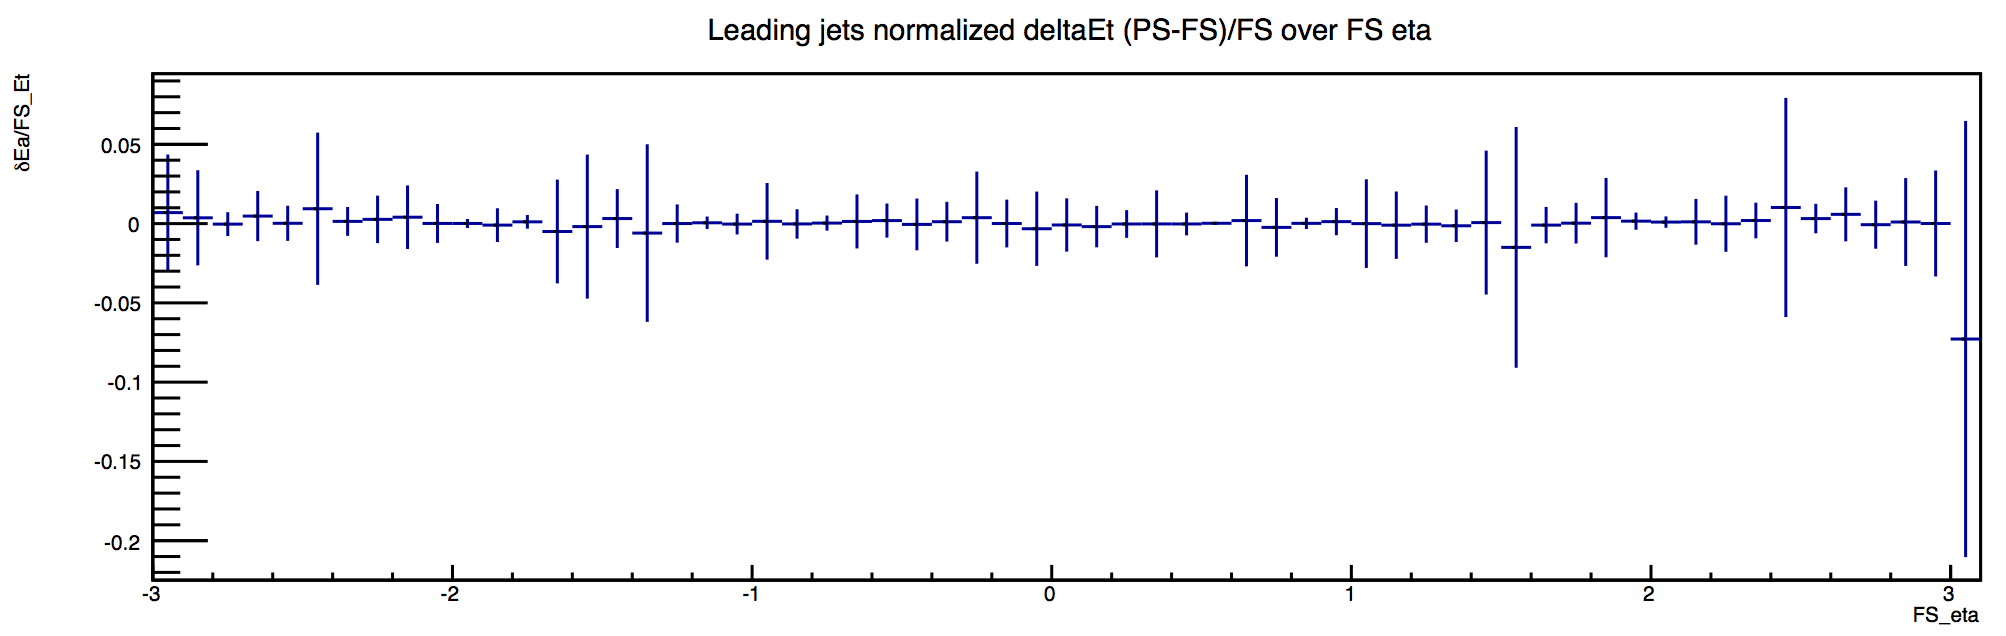 Leading jets normalized deltaEt (PS-FS)/FS over FS eta
δEa/FS_Et
0.05
0
-0.05
-0.1
-0.15
-0.2
-3 -2 -1 0 1 2 3
FS_eta